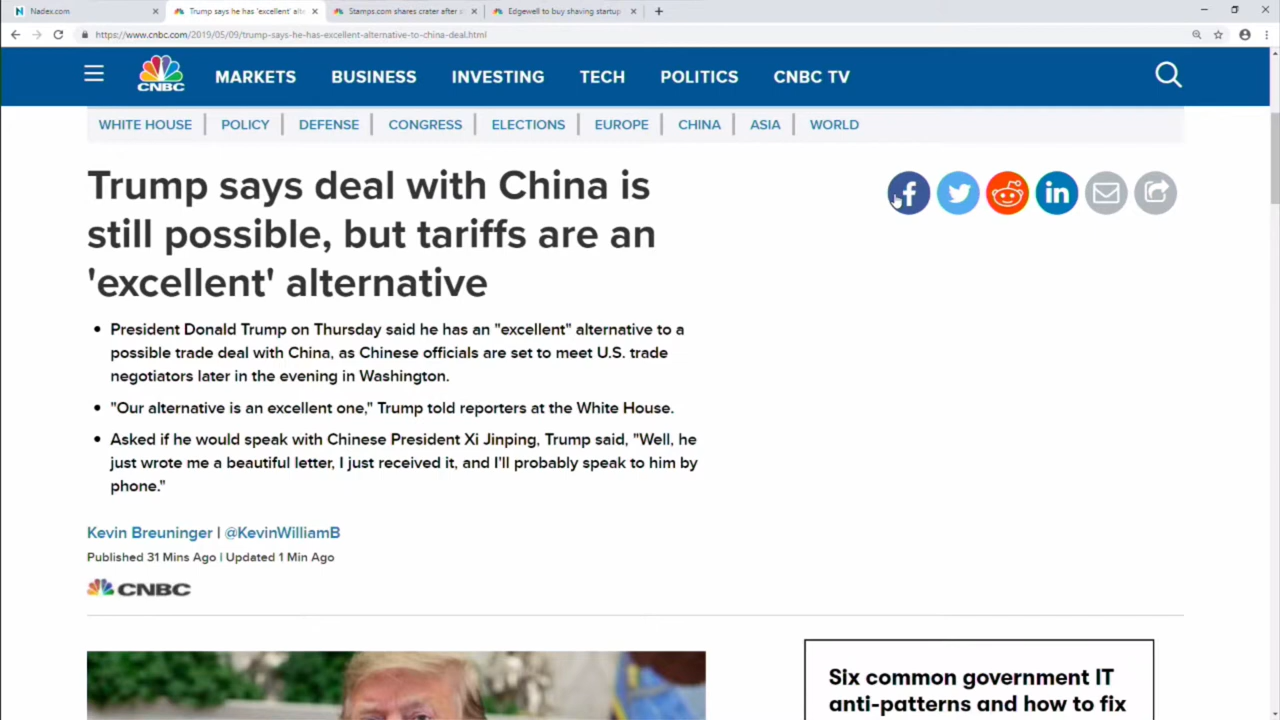 Nadex.com
Trump says he has 'excellent' alt
Stamps.com shares crater after
Edgewell to buy shaving startup
https://www.cnbc.com/2019/05/09/trump-says-he-has-excellent-alternative-to-china-deal.html
CNBC
MARKETS BUSINESS INVESTING TECH POLITICS CNBC TV
WHITE HOUSE POLICY DEFENSE CONGRESS ELECTIONS EUROPE CHINA ASIA WORLD
Trump says deal with China is
still possible, but tariffs are an
'excellent' alternative
• President Donald Trump on Thursday said he has an "excellent" alternative to a
possible trade deal with China, as Chinese officials are set to meet U.S. trade
negotiators later in the evening in Washington.
• "Our alternative is an excellent one," Trump told reporters at the White House.
• Asked if he would speak with Chinese President Xi Jinping, Trump said, "Well, he
just wrote me a beautiful letter, I just received it, and I'll probably speak to him by
phone."
Kevin Breuninger | @KevinWilliamB
Published 31 Mins Ago | Updated 1 Min Ago
CNBC
Six common government IT
anti-patterns and how to fix